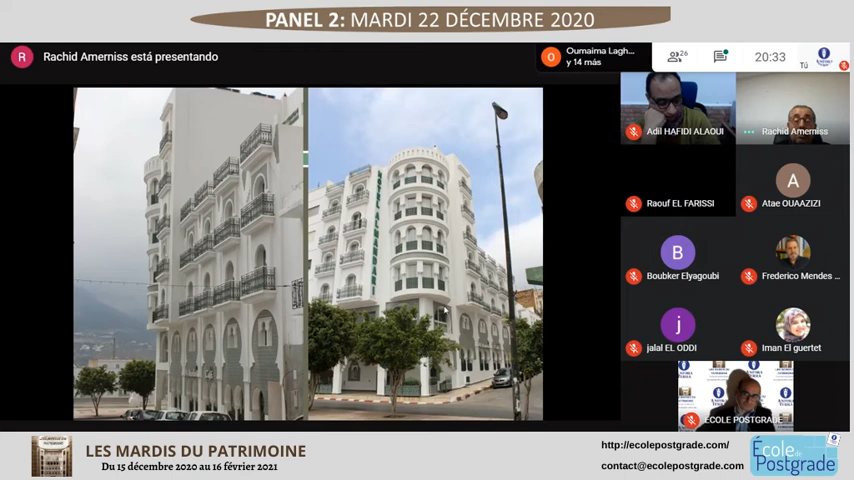 PANEL 2: MARDI 22 DÉCEMBRE 2020
R
Rachid Amerniss está presentando
O
Oumaima Lagh...
y 14 más
26
20:33
Tú
HOTEL ALMANDARI
Adil HAFIDI ALAOUI
Rachid Amerniss
Raouf EL FARISSI
A
Atae OUAAZIZI
B
Boubker Elyagoubi
Frederico Mendes ...
j
jalal EL ODDI
Iman El guertet
ECOLE POSTGRADE
LES MARDIS DU PATRIMOINE
Du 15 décembre 2020 au 16 février 2021
http://ecolepostgrade.com/
contact@ecolepostgrade.com
École
de
Postgrade